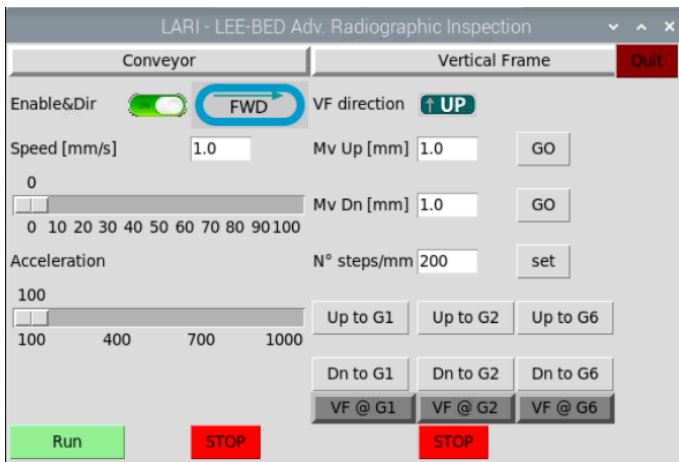 LARI - LEE-BED Adv. Radiographic Inspection
Conveyor
Vertical Frame
Quit
Enable&Dir
ON
FWD
VF direction
↑ UP
Speed [mm/s]
1.0
Mv Up [mm]
1.0
GO
0
Mv Dn [mm]
1.0
GO
0 10 20 30 40 50 60 70 80 90 100
Acceleration
N° steps/mm
200
set
100
100 400 700 1000
Up to G1
Up to G2
Up to G6
Dn to G1
Dn to G2
Dn to G6
VF @ G1
VF @ G2
VF @ G6
Run
STOP
STOP